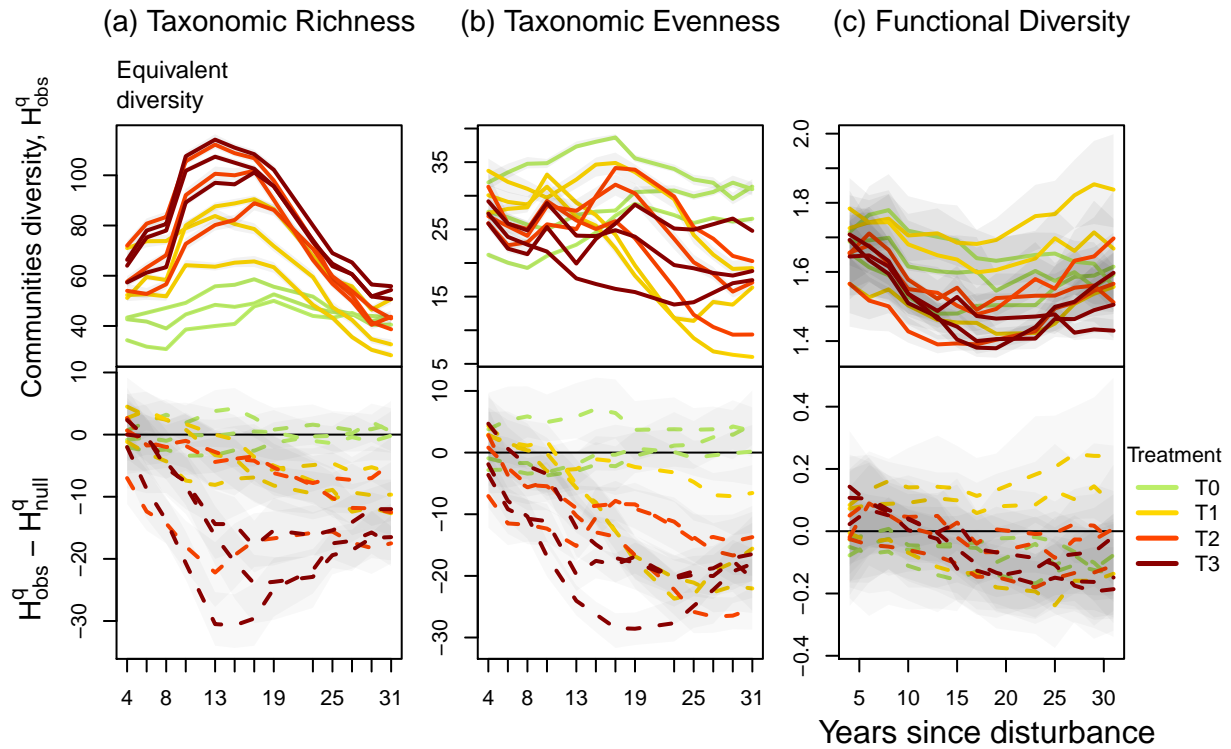 (a) Taxonomic Richness
(b) Taxonomic Evenness
(c) Functional Diversity
Equivalent
diversity
Communities diversity, H^q_obs
100
80
60
40
10
35
25
15
5
2.0
1.8
1.6
1.4
H^q_obs − H^q_null
10
0
−10
−20
−30
10
0
−10
−20
−30
0.4
0.2
0.0
−0.2
−0.4
Treatment
T0
T1
T2
T3
4 8 13 19 25 31
4 8 13 19 25 31
5 10 15 20 25 30
Years since disturbance